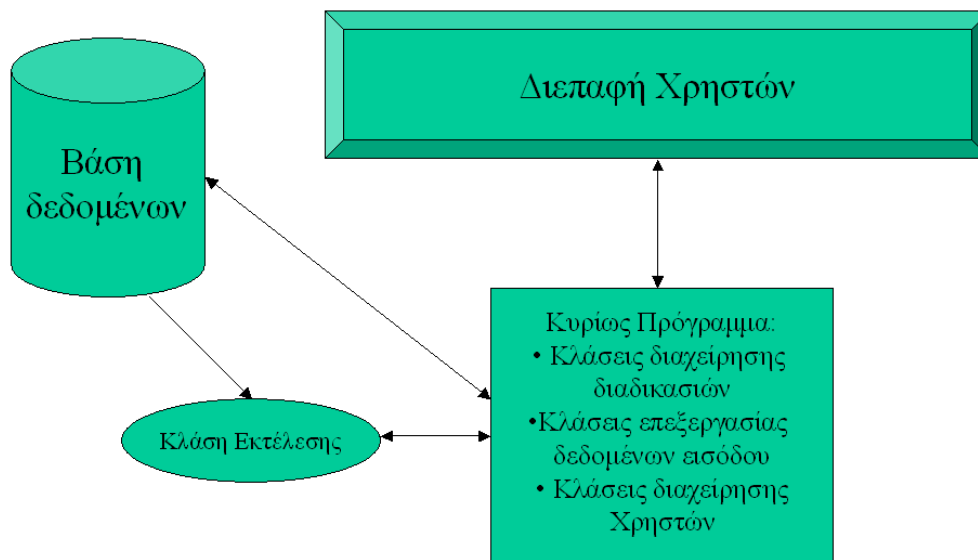 Διεπαφή Χρηστών
Βάση
δεδομένων
Κυρίως Πρόγραμμα:
• Κλάσεις διαχείρησης
διαδικασιών
•Κλάσεις επεξεργασίας
δεδομένων εισόδου
• Κλάσεις διαχείρησης
Χρηστών
Κλάση Εκτέλεσης